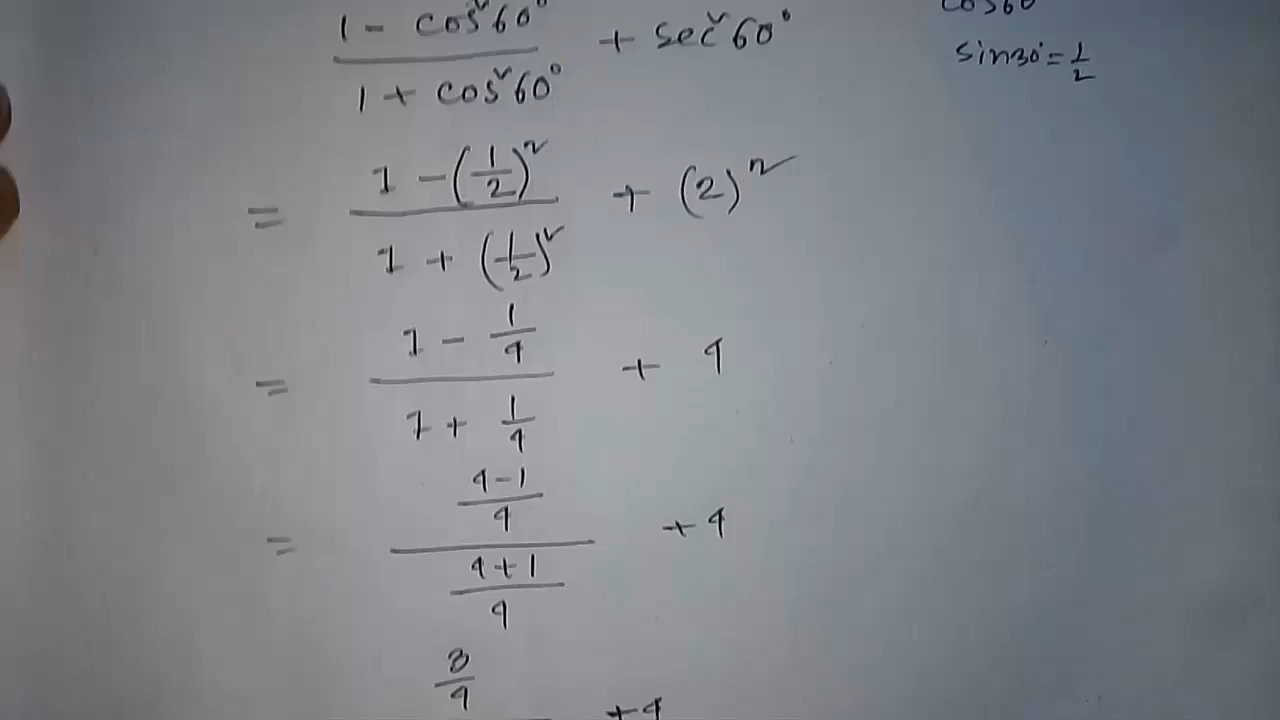 (1 - cos²60°)/(1 + cos²60°) + sec²60°
cos60
sin30° = 1/2
= (1 - (1/2)²)/(1 + (1/2)²) + (2)²
= (1 - 1/4)/(1 + 1/4) + 4
= ((4-1)/4)/((4+1)/4) + 4
3/4 +4